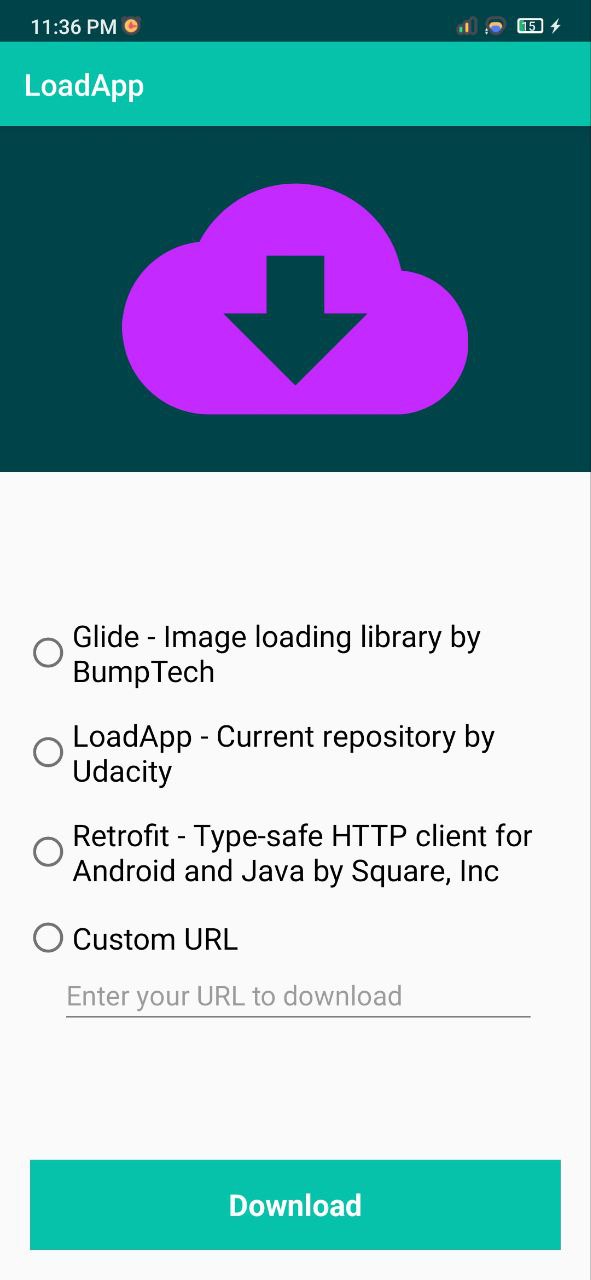 11:36 PM
15
LoadApp
Glide - Image loading library by
BumpTech
LoadApp - Current repository by
Udacity
Retrofit - Type-safe HTTP client for
Android and Java by Square, Inc
Custom URL
Enter your URL to download
Download